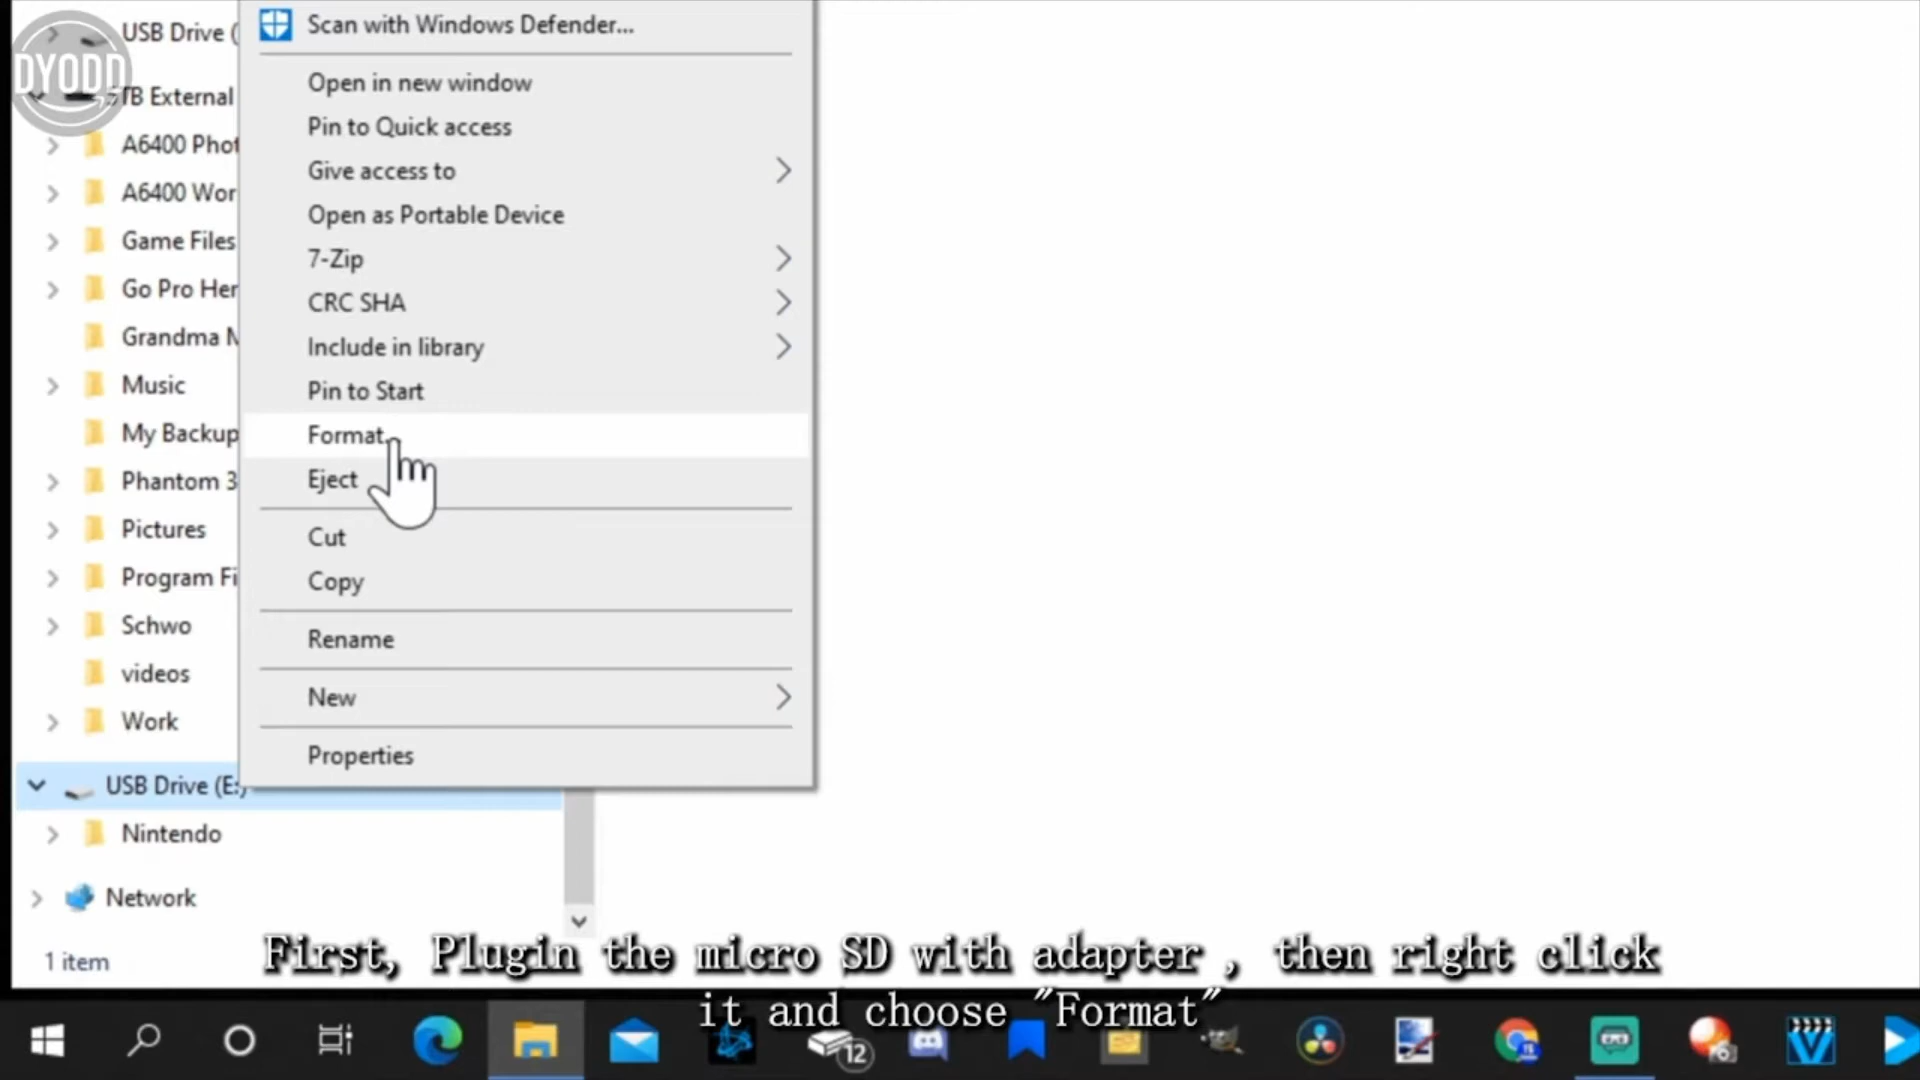 USB Drive (
DYODD
5TB External
A6400 Phot
A6400 Wor
Game Files
Go Pro Her
Grandma M
Music
My Backup
Phantom 3
Pictures
Program Fi
Schwo
videos
Work
USB Drive (E:)
Nintendo
Network
1 item
Scan with Windows Defender...
Open in new window
Pin to Quick access
Give access to
Open as Portable Device
7-Zip
CRC SHA
Include in library
Pin to Start
Format.
Eject
Cut
Copy
Rename
New
Properties
First, Plugin the micro SD with adapter , then right click
it and choose "Format"
12